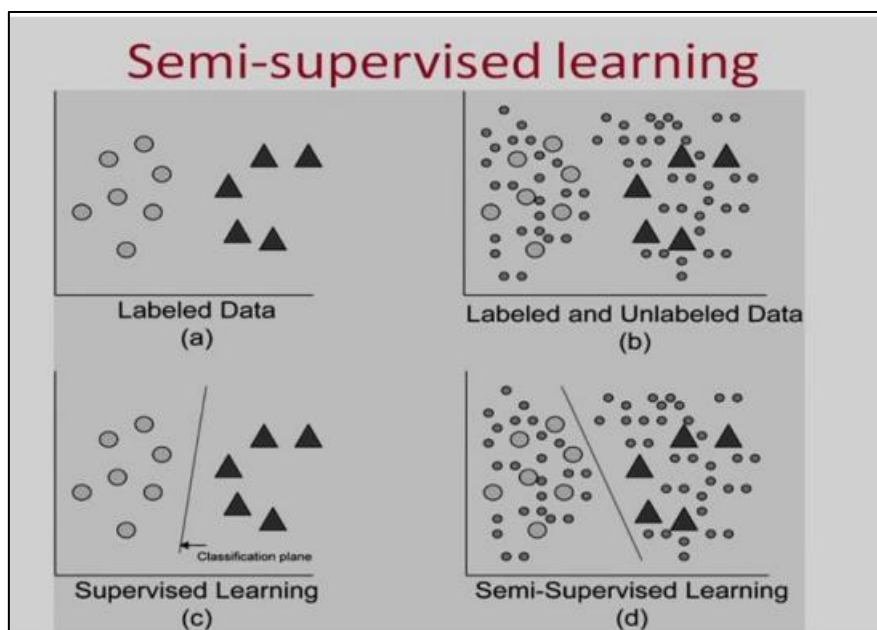 Semi-supervised learning
Labeled Data
(a)
Labeled and Unlabeled Data
(b)
Classification plane
Supervised Learning
(c)
Semi-Supervised Learning
(d)